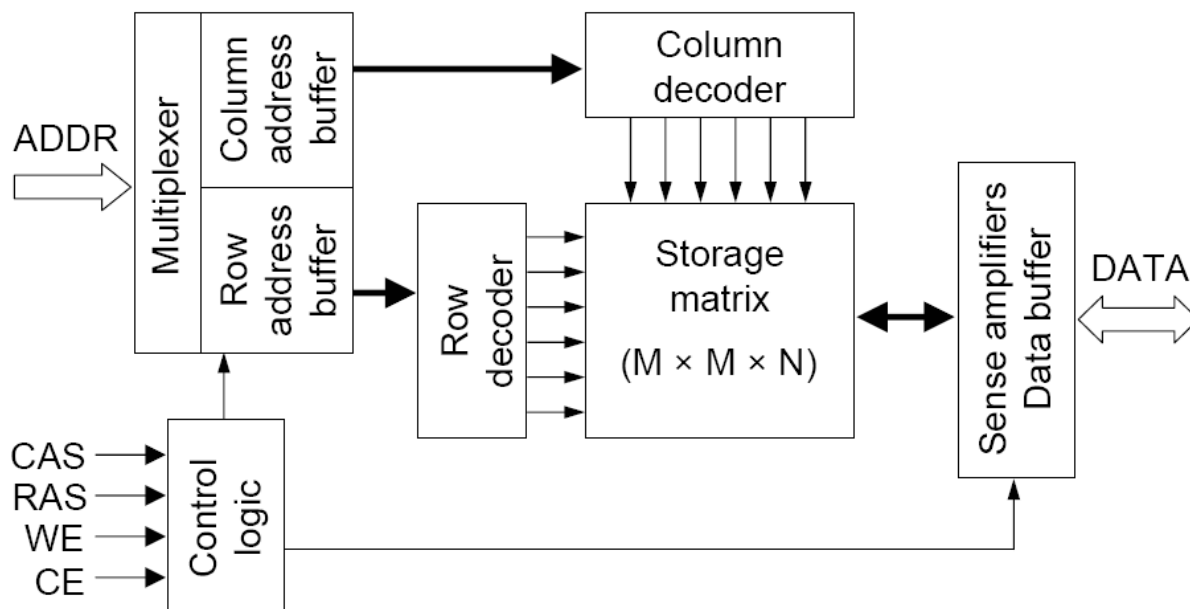 ADDR
Multiplexer
Column
address
buffer
Row
address
buffer
Column
decoder
Row
decoder
Storage
matrix
(M × M × N)
Sense amplifiers
Data buffer
DATA
CAS
RAS
WE
CE
Control
logic